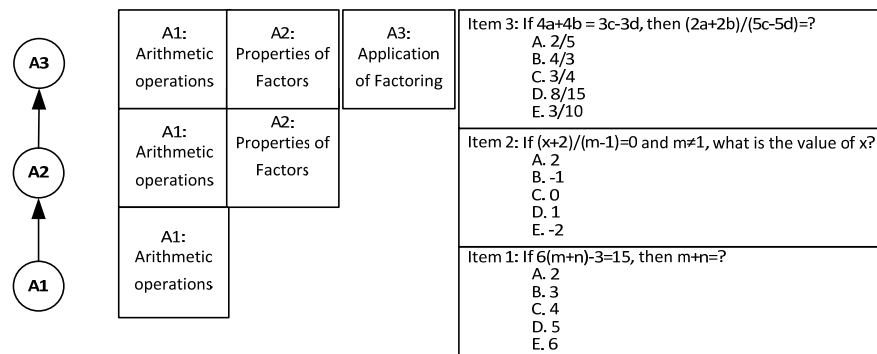 A3
A2
A1
A1:
Arithmetic
operations
A2:
Properties of
Factors
A3:
Application
of Factoring
A1:
Arithmetic
operations
A2:
Properties of
Factors
A1:
Arithmetic
operations
Item 3: If 4a+4b = 3c-3d, then (2a+2b)/(5c-5d)=?
A. 2/5
B. 4/3
C. 3/4
D. 8/15
E. 3/10
Item 2: If (x+2)/(m-1)=0 and m≠1, what is the value of x?
A. 2
B. -1
C. 0
D. 1
E. -2
Item 1: If 6(m+n)-3=15, then m+n=?
A. 2
B. 3
C. 4
D. 5
E. 6